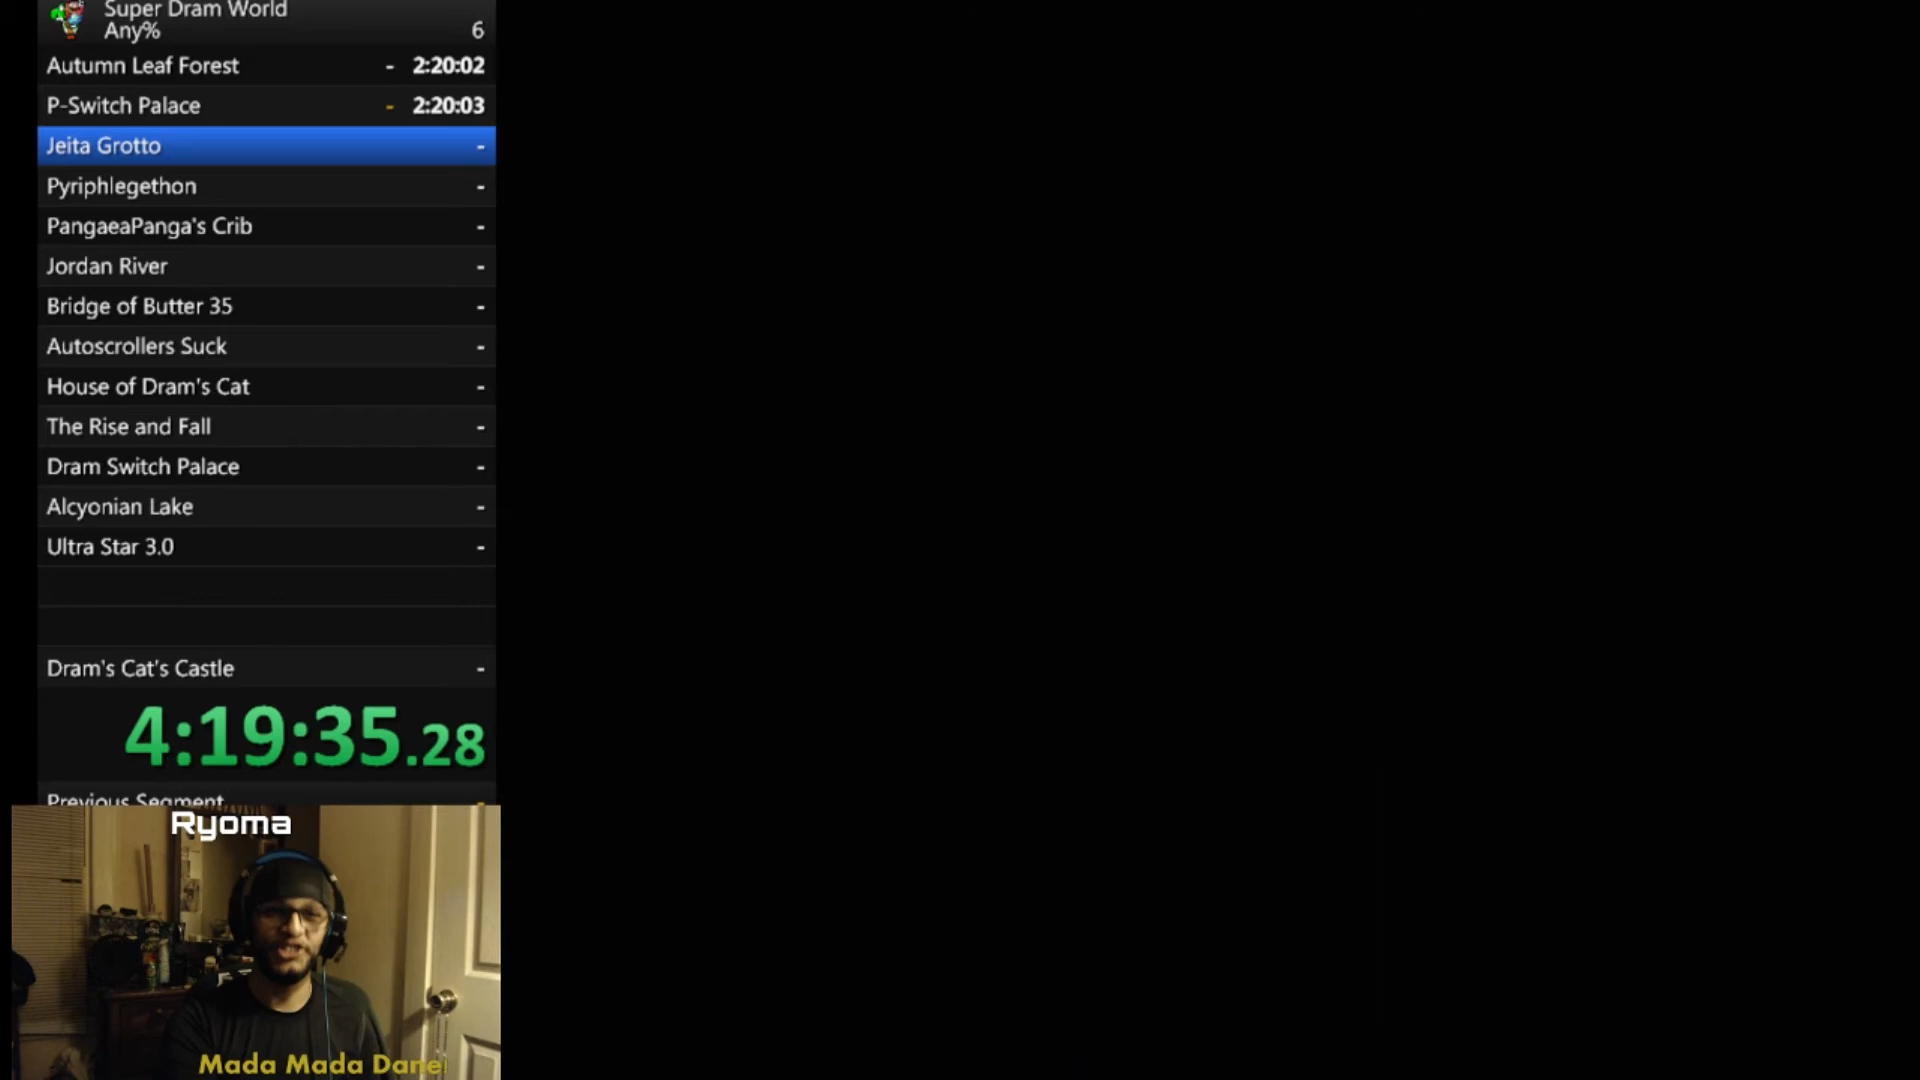 Super Dram World
Any% 6
Autumn Leaf Forest - 2:20:02
P-Switch Palace - 2:20:03
Jeita Grotto -
Pyriphlegethon -
PangaeaPanga's Crib -
Jordan River -
Bridge of Butter 35 -
Autoscrollers Suck -
House of Dram's Cat -
The Rise and Fall -
Dram Switch Palace -
Alcyonian Lake -
Ultra Star 3.0 -
Dram's Cat's Castle -
4:19:35.28
Previous Segment -
Ryoma
Mada Mada Dane!